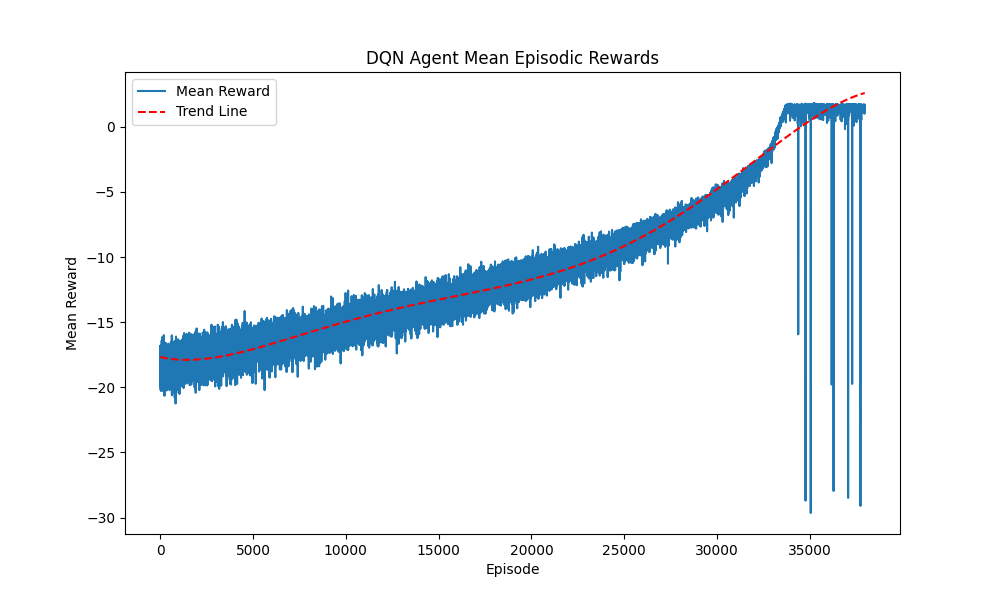 DQN Agent Mean Episodic Rewards
Mean Reward
Trend Line
0
−5
−10
−15
−20
−25
−30
Mean Reward
0 5000 10000 15000 20000 25000 30000 35000
Episode